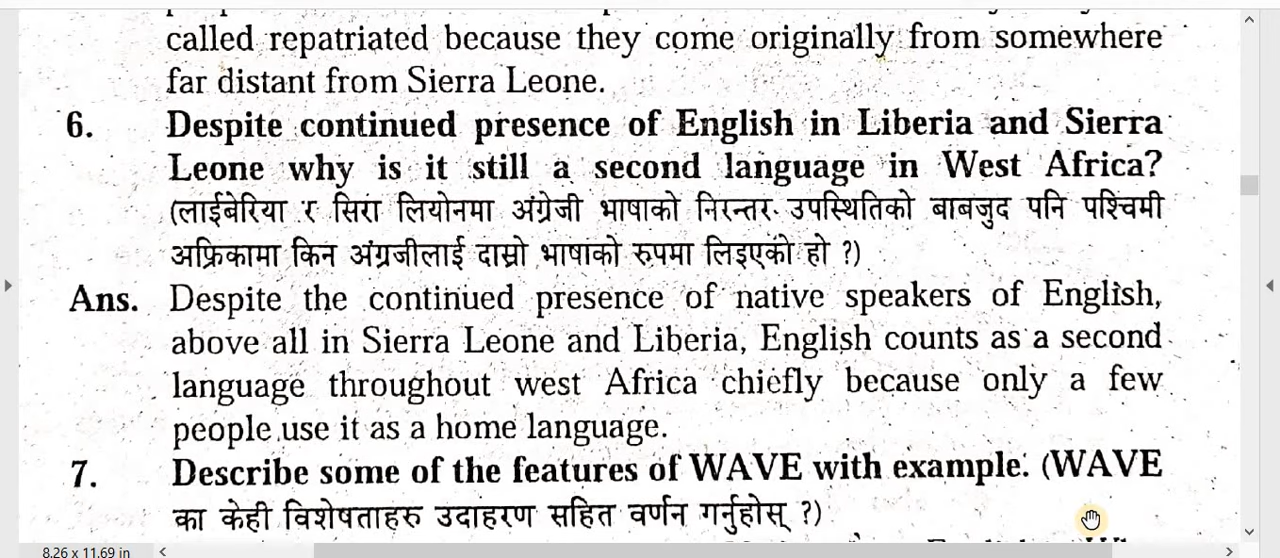 called repatriated because they come originally from somewhere
far distant from Sierra Leone.
6. Despite continued presence of English in Liberia and Sierra
Leone why is it still a second language in West Africa?
(लाईबेरिया र सिरा लियोनमा अंग्रेजी भाषाको निरन्तर उपस्थितिको बाबजुद पनि पश्चिमी
अफ्रिकामा किन अंग्रजीलाई दास्रो भाषाको रुपमा लिइएको हो ?)
Ans. Despite the continued presence of native speakers of English,
above all in Sierra Leone and Liberia, English counts as a second
language throughout west Africa chiefly because only a few
people use it as a home language.
7. Describe some of the features of WAVE with example. (WAVE
का केही विशेषताहरु उदाहरण सहित वर्णन गर्नुहोस् ?)
8.26 x 11.69 in